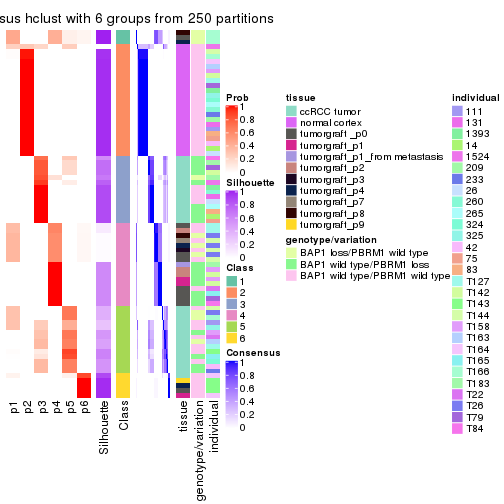 sus hclust with 6 groups from 250 partitions
p1
p2
p3
p4
p5
p6
Silhouette
Class
tissue
genotype/variation
individual
Prob
1
0.8
0.6
0.4
0.2
0
Silhouette
1
0.8
0.6
0.4
0.2
0
Class
1
2
3
4
5
6
Consensus
1
0.8
0.6
0.4
0.2
0
tissue
ccRCC tumor
normal cortex
tumorgraft_p0
tumorgraft_p1
tumorgraft_p1_from metastasis
tumorgraft_p2
tumorgraft_p3
tumorgraft_p4
tumorgraft_p7
tumorgraft_p8
tumorgraft_p9
genotype/variation
BAP1 loss/PBRM1 wild type
BAP1 wild type/PBRM1 loss
BAP1 wild type/PBRM1 wild type
individual
111
131
1393
14
1524
209
233
26
260
265
324
325
42
75
83
T127
T142
T143
T144
T158
T163
T164
T165
T166
T183
T22
T26
T79
T84